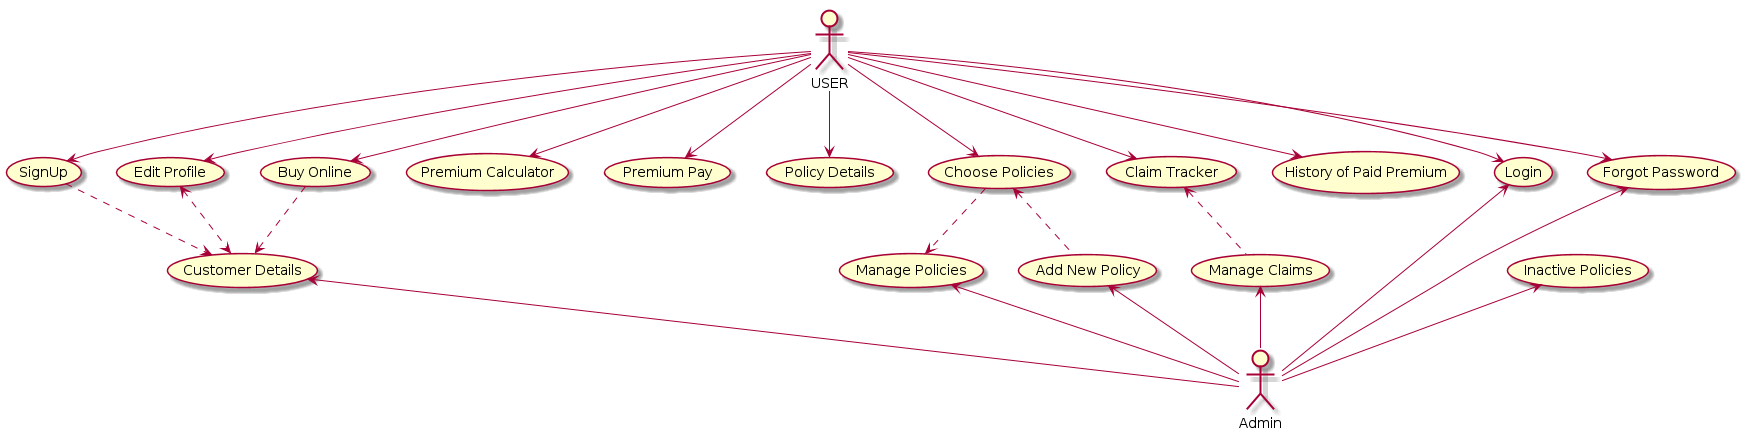 USER
SignUp
Edit Profile
Buy Online
Premium Calculator
Premium Pay
Policy Details
Choose Policies
Claim Tracker
History of Paid Premium
Login
Forgot Password
Customer Details
Manage Policies
Add New Policy
Manage Claims
Inactive Policies
Admin